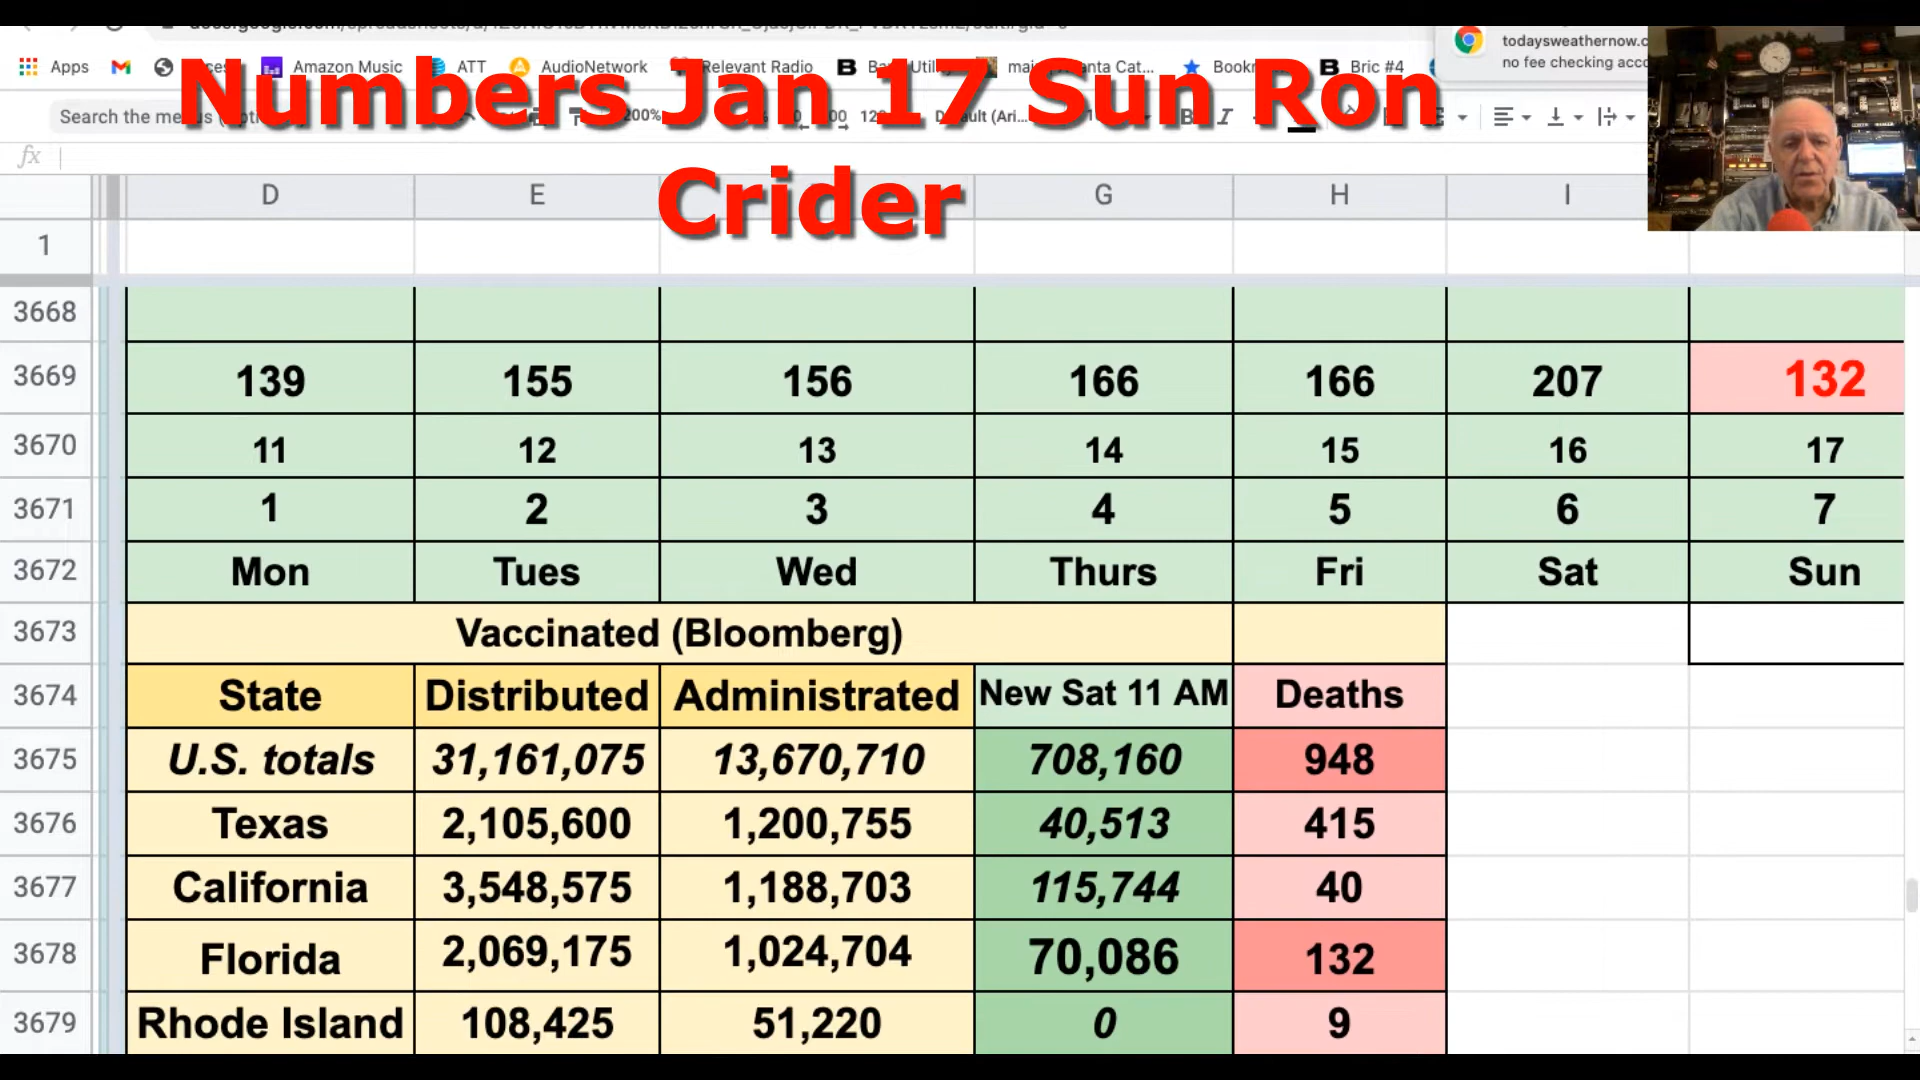 Numbers Jan 17 Sun Ron
Crider
Apps
Amazon Music
ATT
AudioNetwork
Relevant Radio
Bric #4
todaysweathernow.c
no fee checking acco
Search the menus
fx
D E G H I
1
3668
3669 139 155 156 166 166 207 132
3670 11 12 13 14 15 16 17
3671 1 2 3 4 5 6 7
3672 Mon Tues Wed Thurs Fri Sat Sun
3673 Vaccinated (Bloomberg)
3674 State Distributed Administrated New Sat 11 AM Deaths
3675 U.S. totals 31,161,075 13,670,710 708,160 948
3676 Texas 2,105,600 1,200,755 40,513 415
3677 California 3,548,575 1,188,703 115,744 40
3678 Florida 2,069,175 1,024,704 70,086 132
3679 Rhode Island 108,425 51,220 0 9